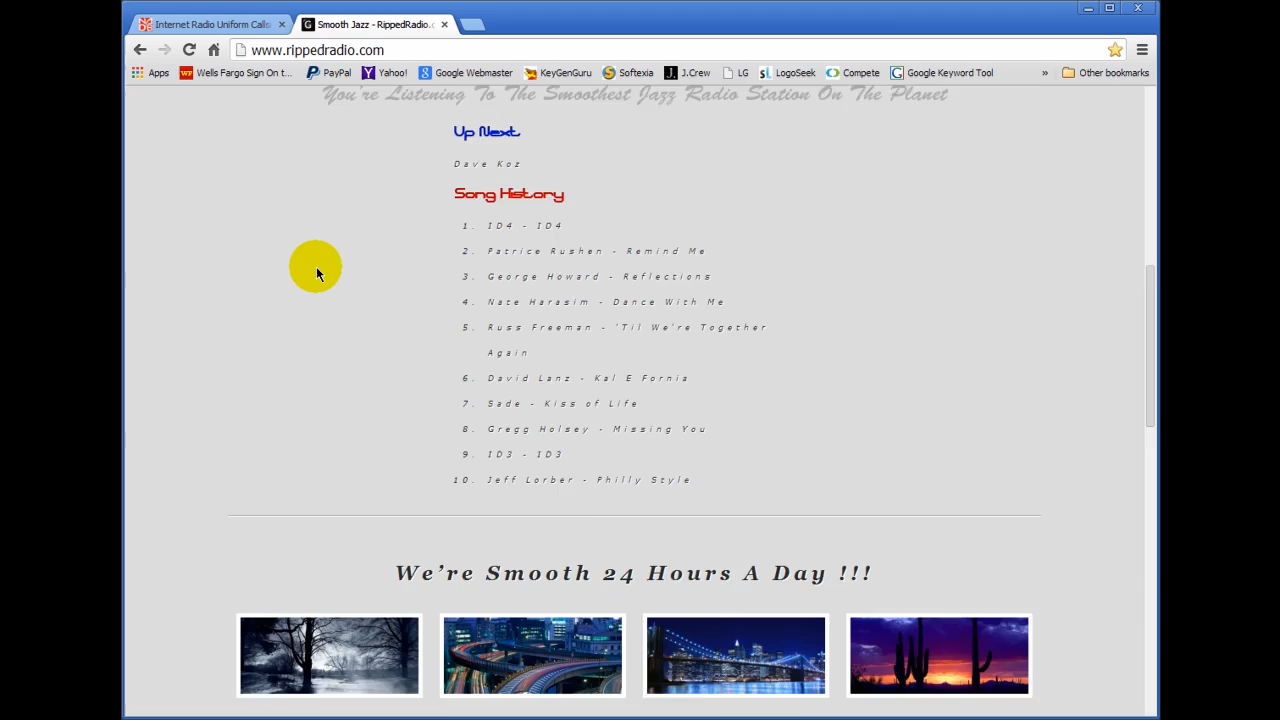 Internet Radio Uniform Calls
Smooth Jazz - RippedRadio.c
www.rippedradio.com
Apps
Wells Fargo Sign On t...
PayPal
Yahoo!
Google Webmaster
KeyGenGuru
Softexia
J.Crew
LG
LogoSeek
Compete
Google Keyword Tool
»
Other bookmarks
You're Listening To The Smoothest Jazz Radio Station On The Planet
Up Next
Dave Koz
Song History
1. ID4 - ID4
2. Patrice Rushen - Remind Me
3. George Howard - Reflections
4. Nate Harasim - Dance With Me
5. Russ Freeman - 'Til We're Together
Again
6. David Lanz - Kal E Fornia
7. Sade - Kiss of Life
8. Gregg Holsey - Missing You
9. ID3 - ID3
10. Jeff Lorber - Philly Style
We're Smooth 24 Hours A Day !!!